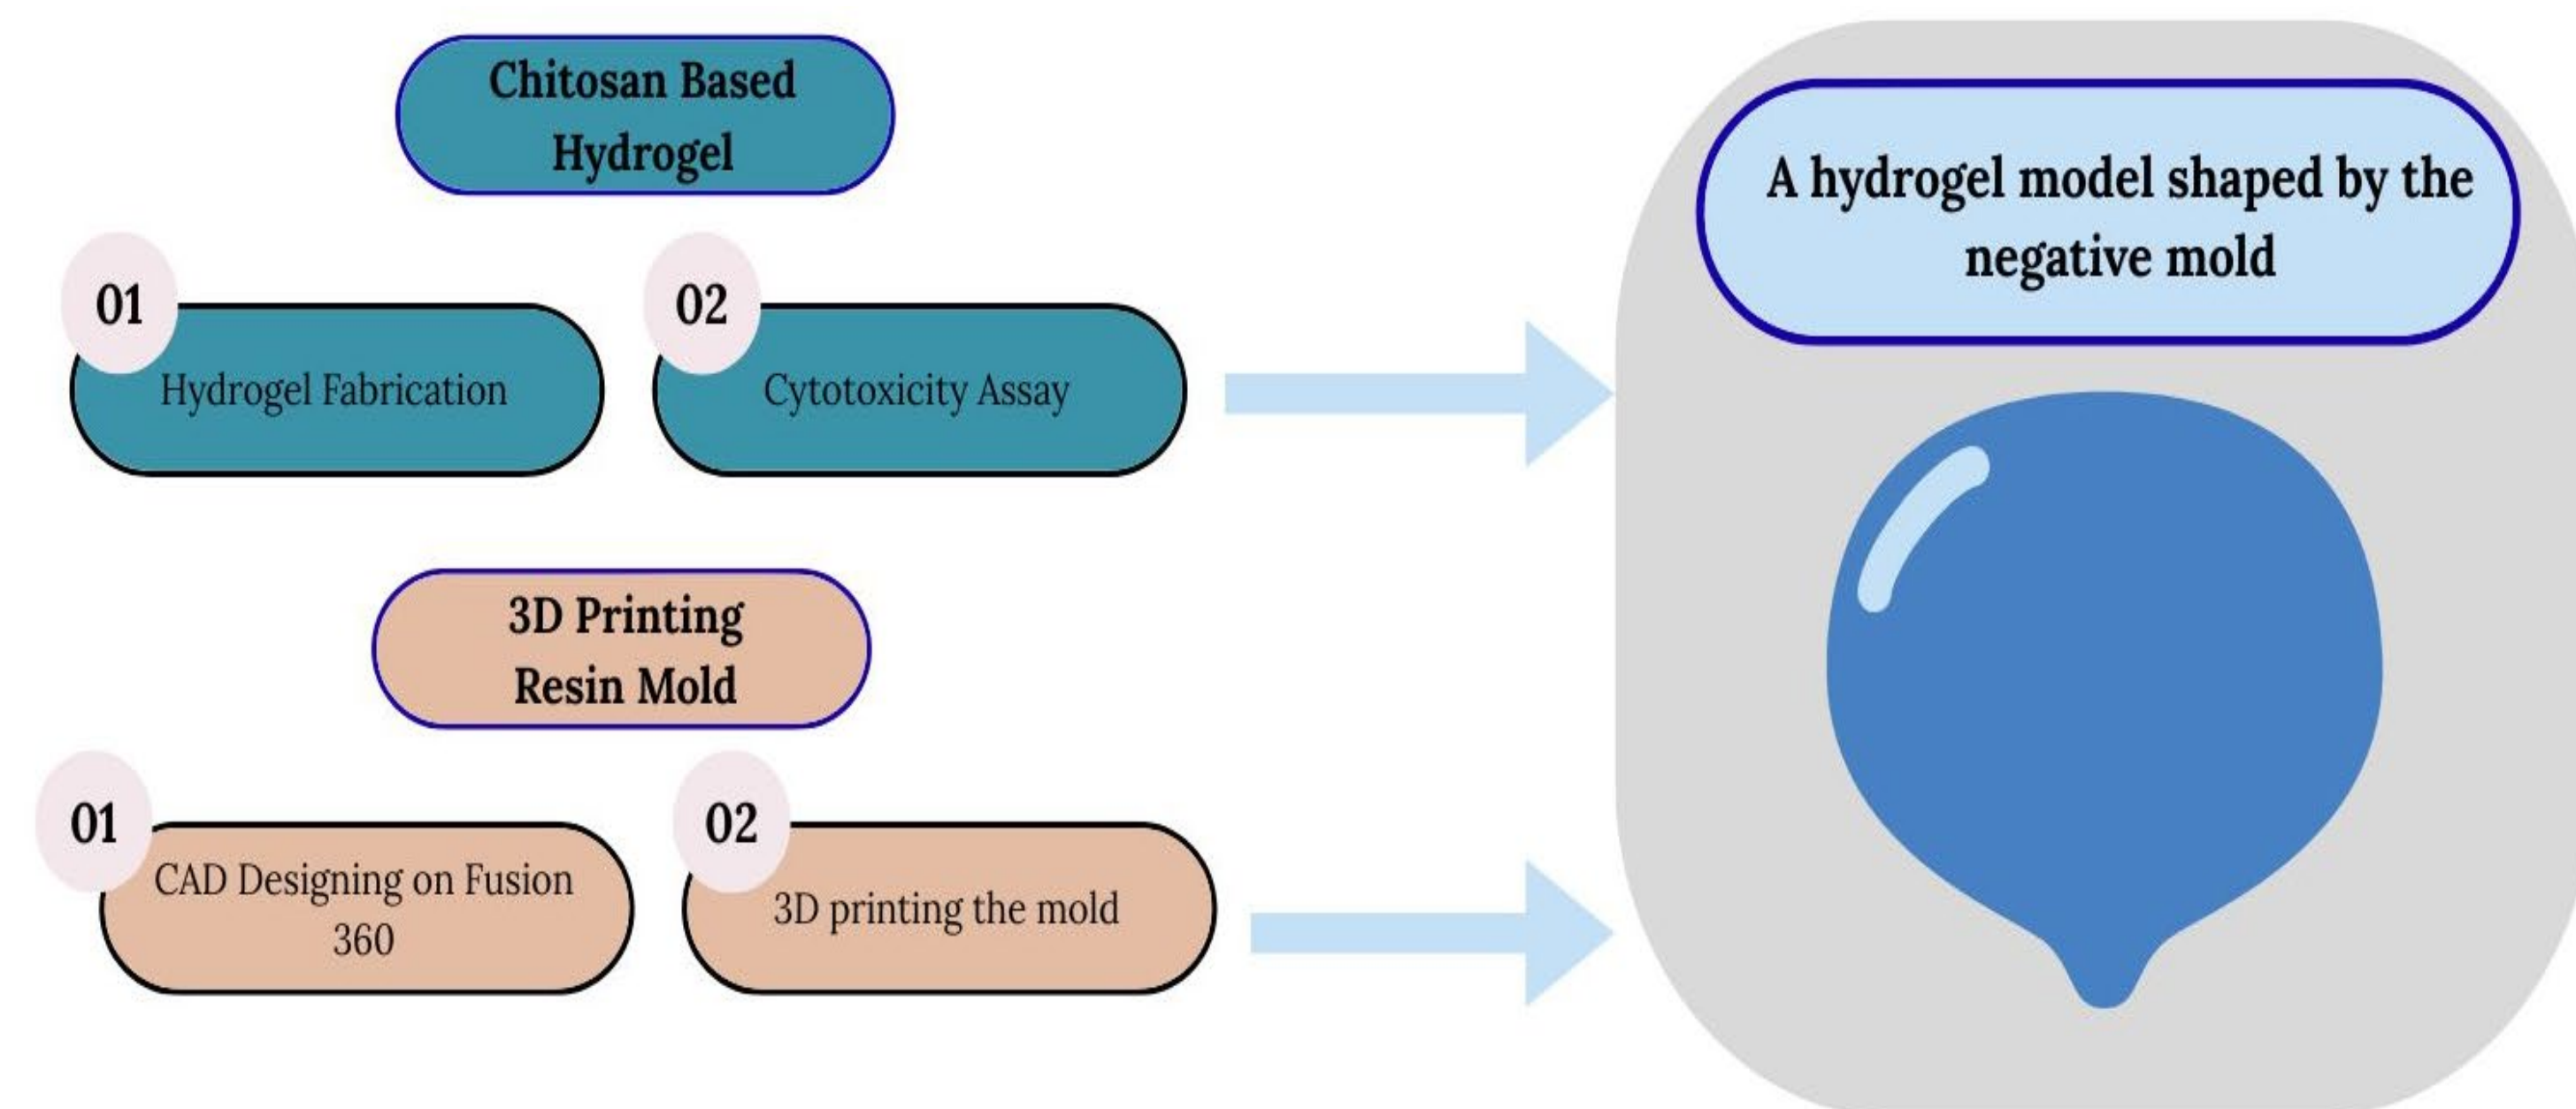 Chitosan Based
Hydrogel
01
Hydrogel Fabrication
02
Cytotoxicity Assay
3D Printing
Resin Mold
01
CAD Designing on Fusion
360
02
3D printing the mold
A hydrogel model shaped by the
negative mold